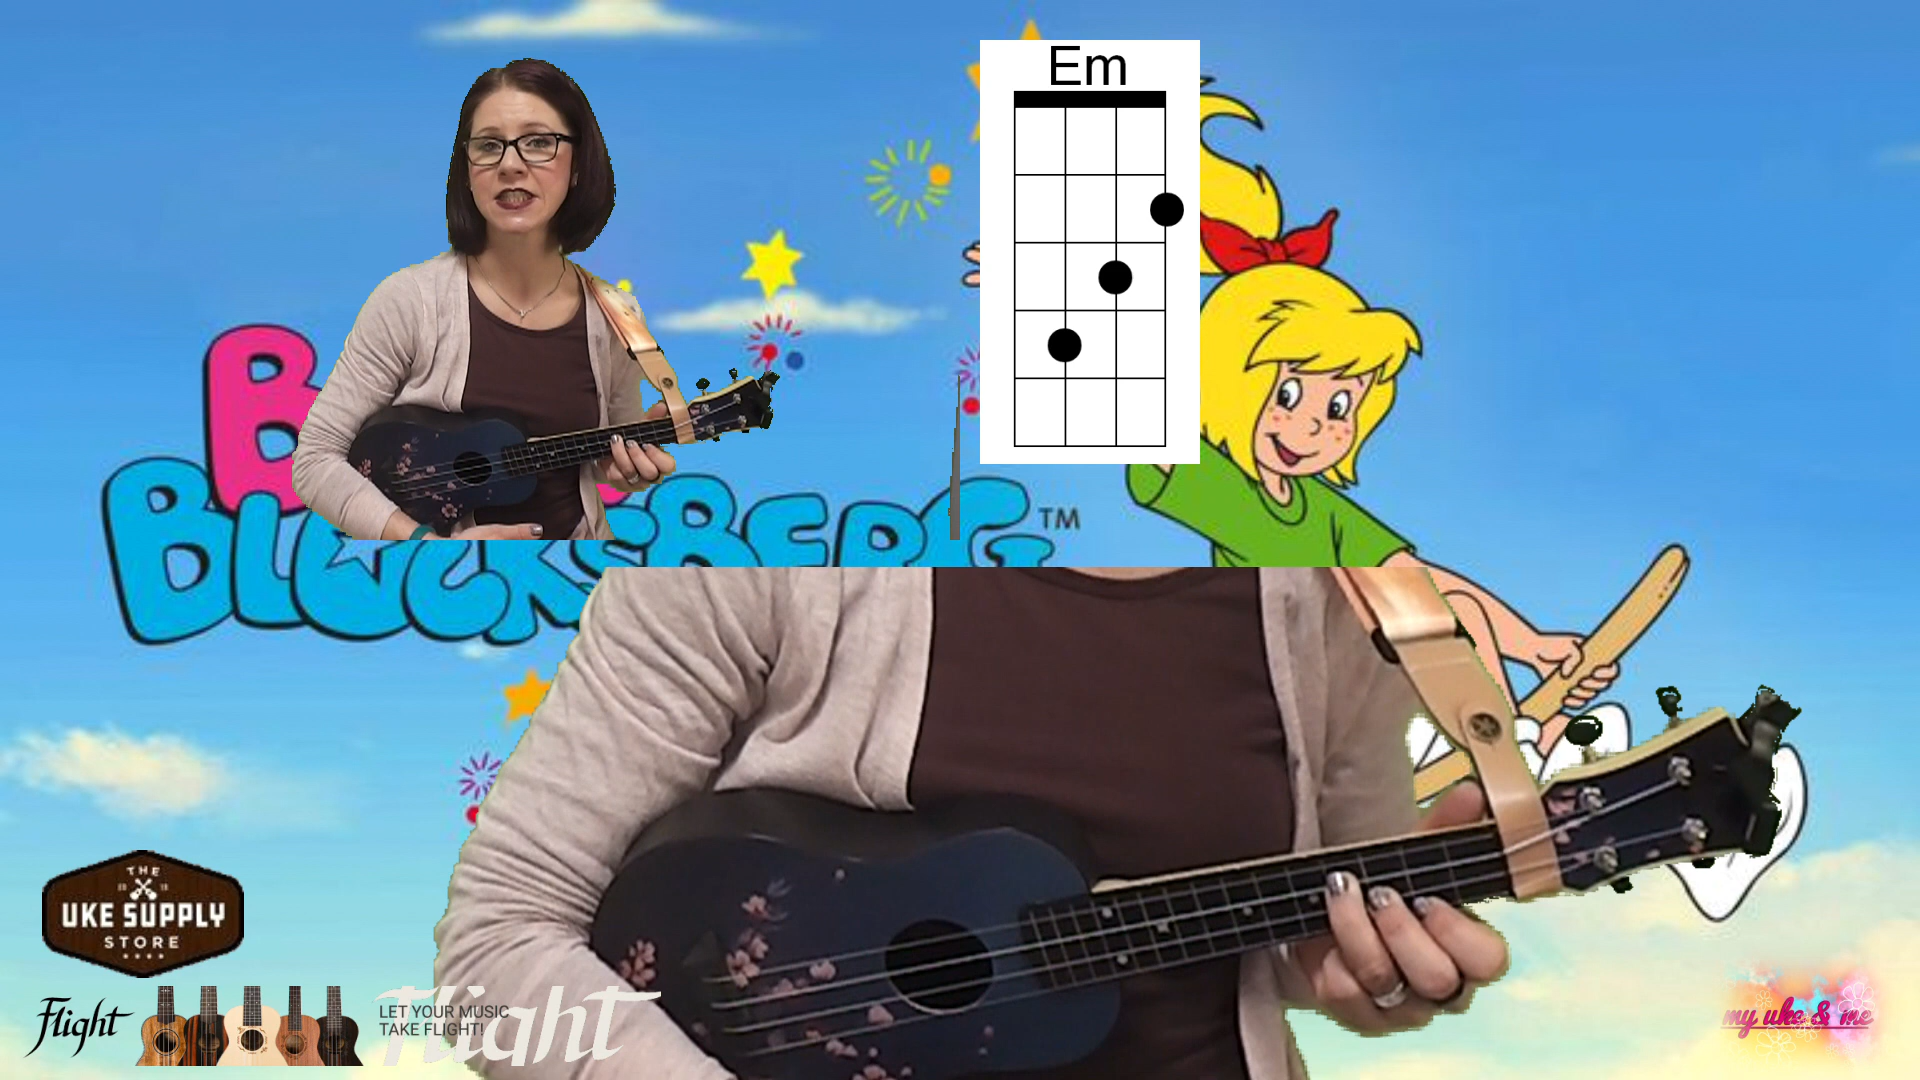 Em
BLOCKSBERG™
THE
UKE SUPPLY
STORE
Flight
LET YOUR MUSIC
TAKE FLIGHT!
flight
my uke & me